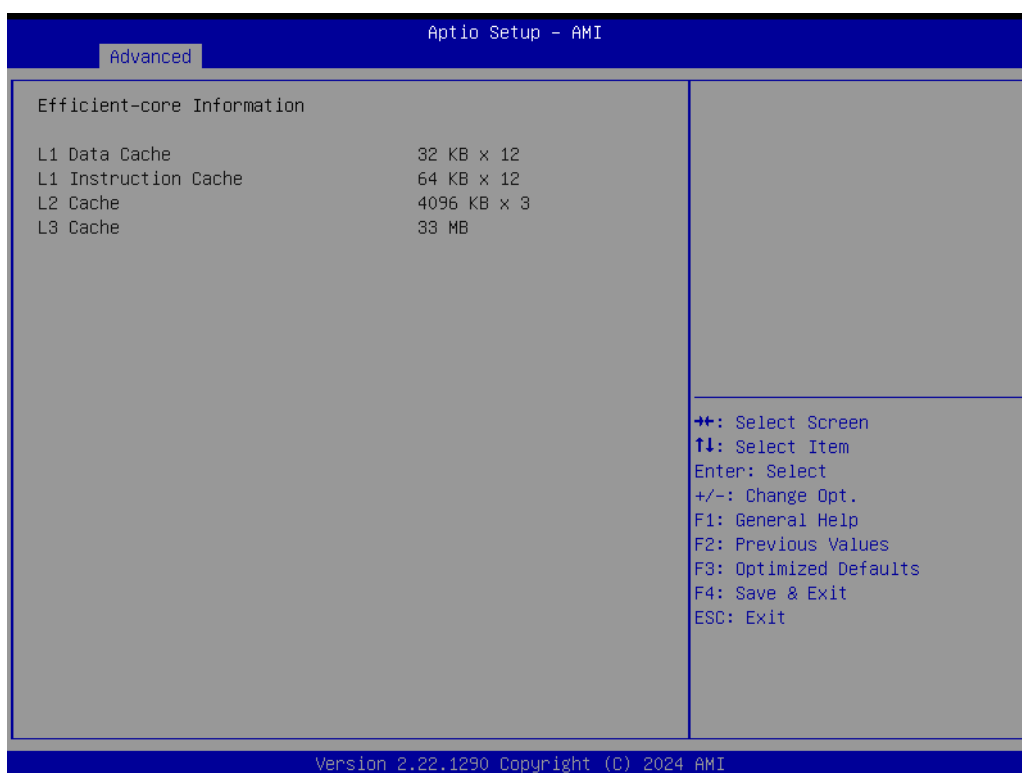 Aptio Setup - AMI
Advanced
Efficient-core Information
L1 Data Cache 32 KB x 12
L1 Instruction Cache 64 KB x 12
L2 Cache 4096 KB x 3
L3 Cache 33 MB
→←: Select Screen
↑↓: Select Item
Enter: Select
+/-: Change Opt.
F1: General Help
F2: Previous Values
F3: Optimized Defaults
F4: Save & Exit
ESC: Exit
Version 2.22.1290 Copyright (C) 2024 AMI